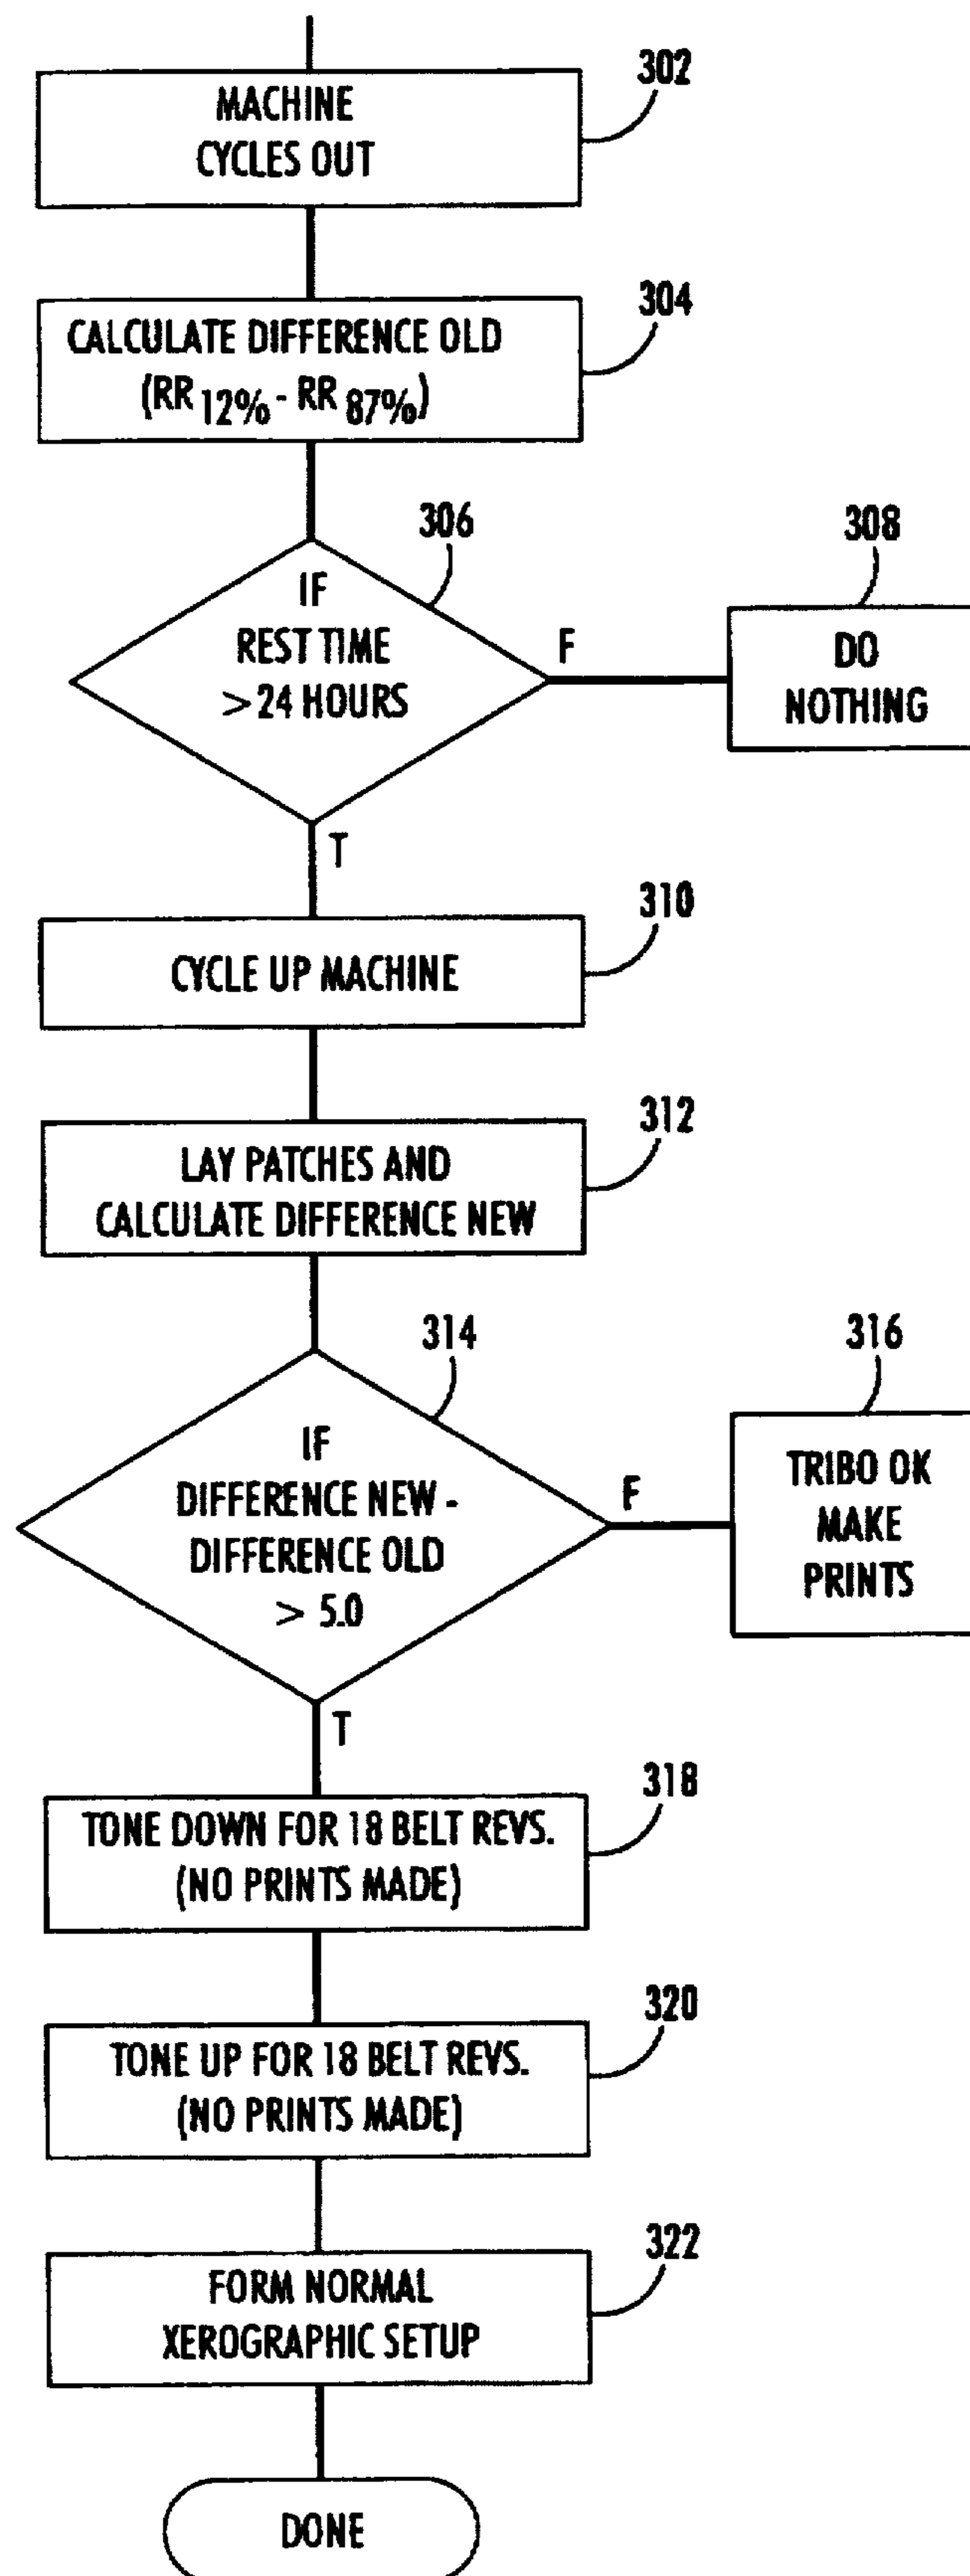 302
MACHINE
CYCLES OUT
304
CALCULATE DIFFERENCE OLD
(RR 12% - RR 87%)
306
IF
REST TIME
>24 HOURS
F
308
DO
NOTHING
T
310
CYCLE UP MACHINE
312
LAY PATCHES AND
CALCULATE DIFFERENCE NEW
314
IF
DIFFERENCE NEW -
DIFFERENCE OLD
> 5.0
F
316
TRIBO OK
MAKE
PRINTS
T
318
TONE DOWN FOR 18 BELT REVS.
(NO PRINTS MADE)
320
TONE UP FOR 18 BELT REVS.
(NO PRINTS MADE)
322
FORM NORMAL
XEROGRAPHIC SETUP
DONE